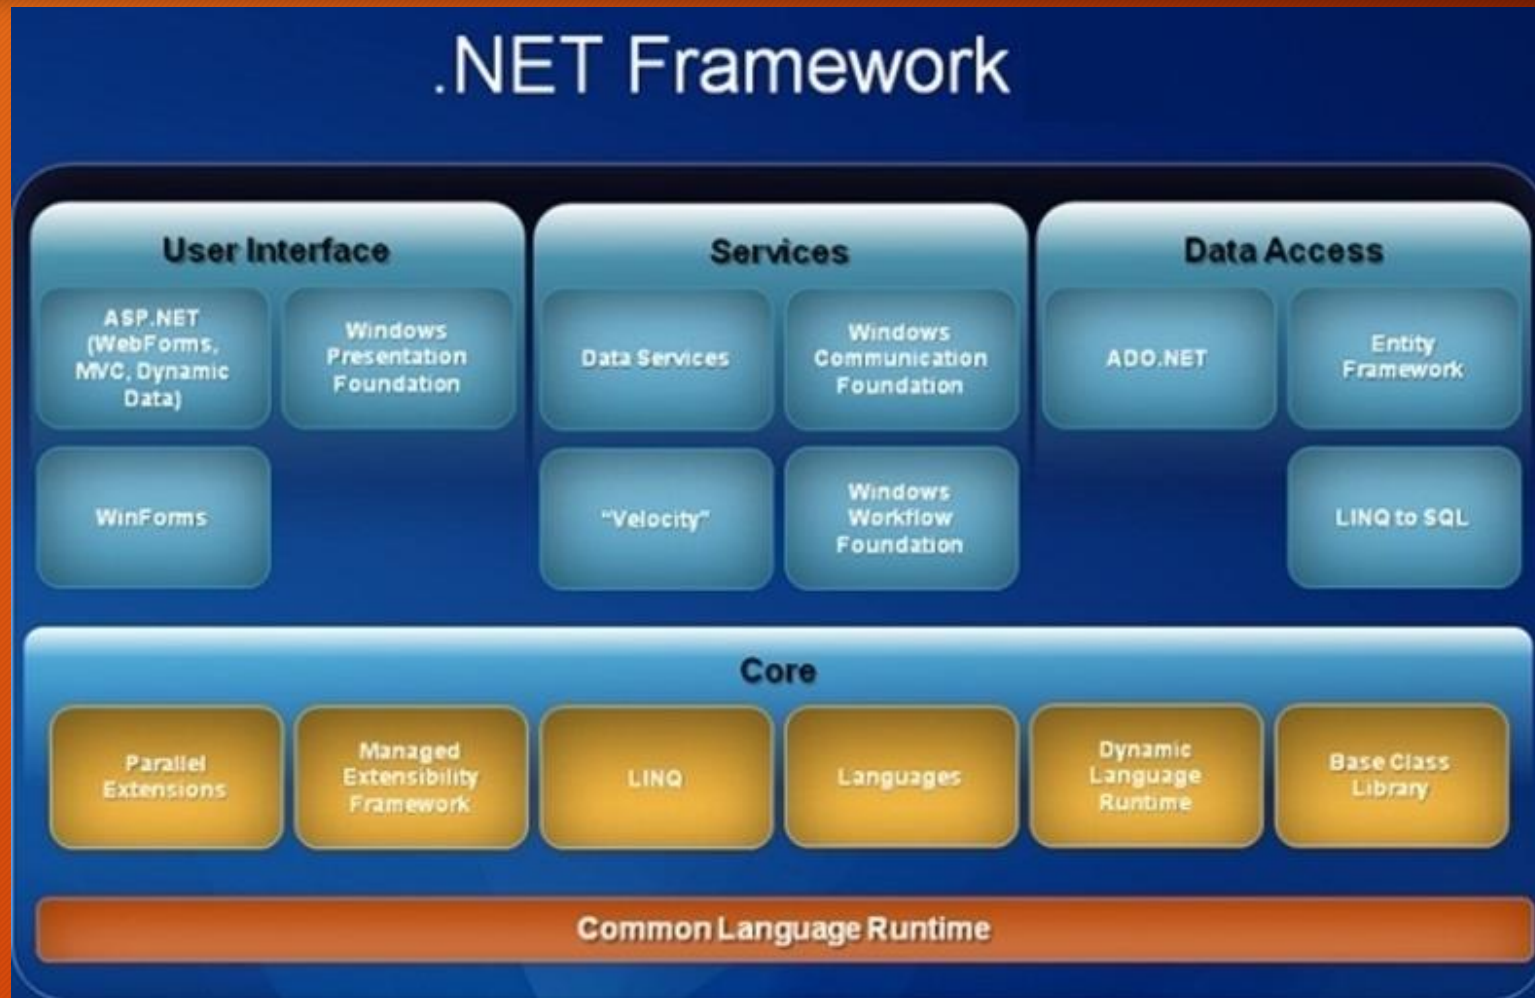 .NET Framework
User Interface
ASP.NET
(WebForms,
MVC, Dynamic
Data)
Windows
Presentation
Foundation
WinForms
Services
Data Services
Windows
Communication
Foundation
"Velocity"
Windows
Workflow
Foundation
Data Access
ADO.NET
Entity
Framework
LINQ to SQL
Core
Parallel
Extensions
Managed
Extensibility
Framework
LINQ
Languages
Dynamic
Language
Runtime
Base Class
Library
Common Language Runtime